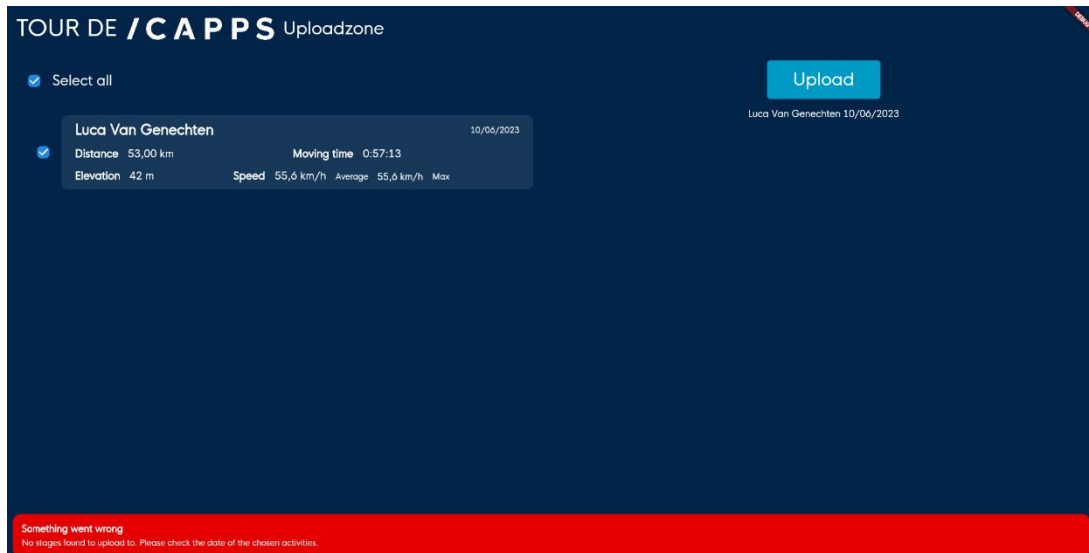 TOUR DE /CAPPS Uploadzone
DEBUG
Select all
Upload
Luca Van Genechten 10/06/2023
Luca Van Genechten 10/06/2023
Distance 53,00 km Moving time 0:57:13
Elevation 42 m Speed 55,6 km/h Average 55,6 km/h Max
Something went wrong
No stages found to upload to. Please check the date of the chosen activities.